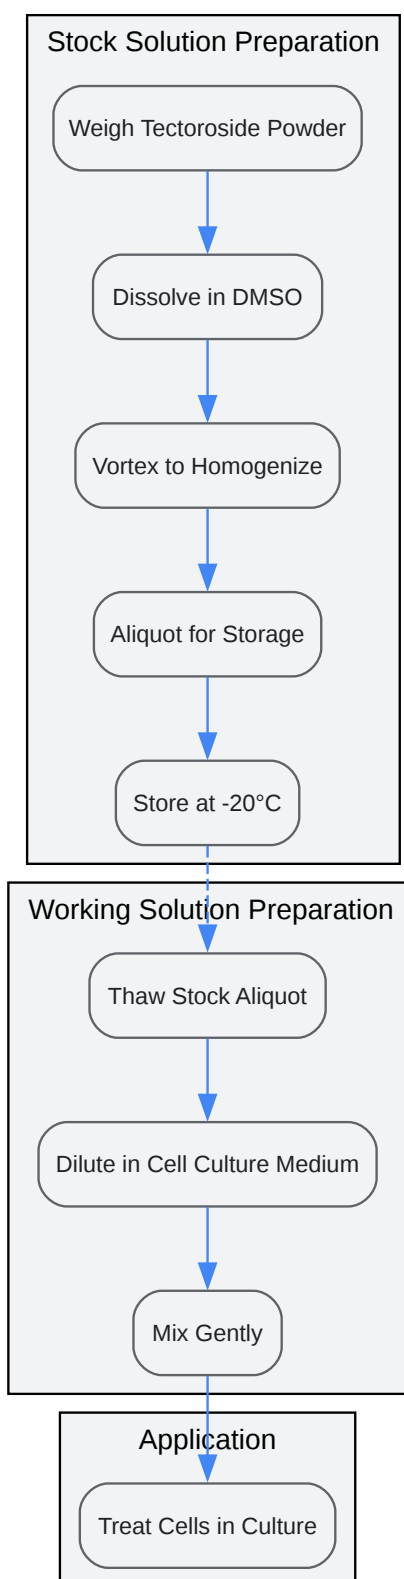 Stock Solution Preparation
Weigh Tectoroside Powder
Dissolve in DMSO
Vortex to Homogenize
Aliquot for Storage
Store at -20°C
Working Solution Preparation
Thaw Stock Aliquot
Dilute in Cell Culture Medium
Mix Gently
Application
Treat Cells in Culture